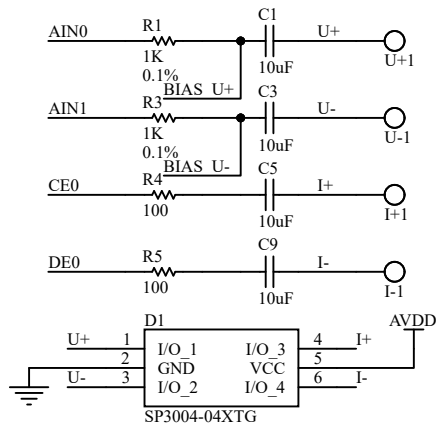 AIN0 R1 C1 U+
1K 10uF U+1
0.1%
BIAS U+
AIN1 R3 C3 U-
1K 10uF U-1
0.1%
BIAS U-
CE0 R4 C5 I+
100 10uF I+1
DE0 R5 C9 I-
100 10uF I-1
D1 AVDD
U+ 1 I/O_1 I/O_3 4 I+
2 GND VCC 5
U- 3 I/O_2 I/O_4 6 I-
SP3004-04XTG